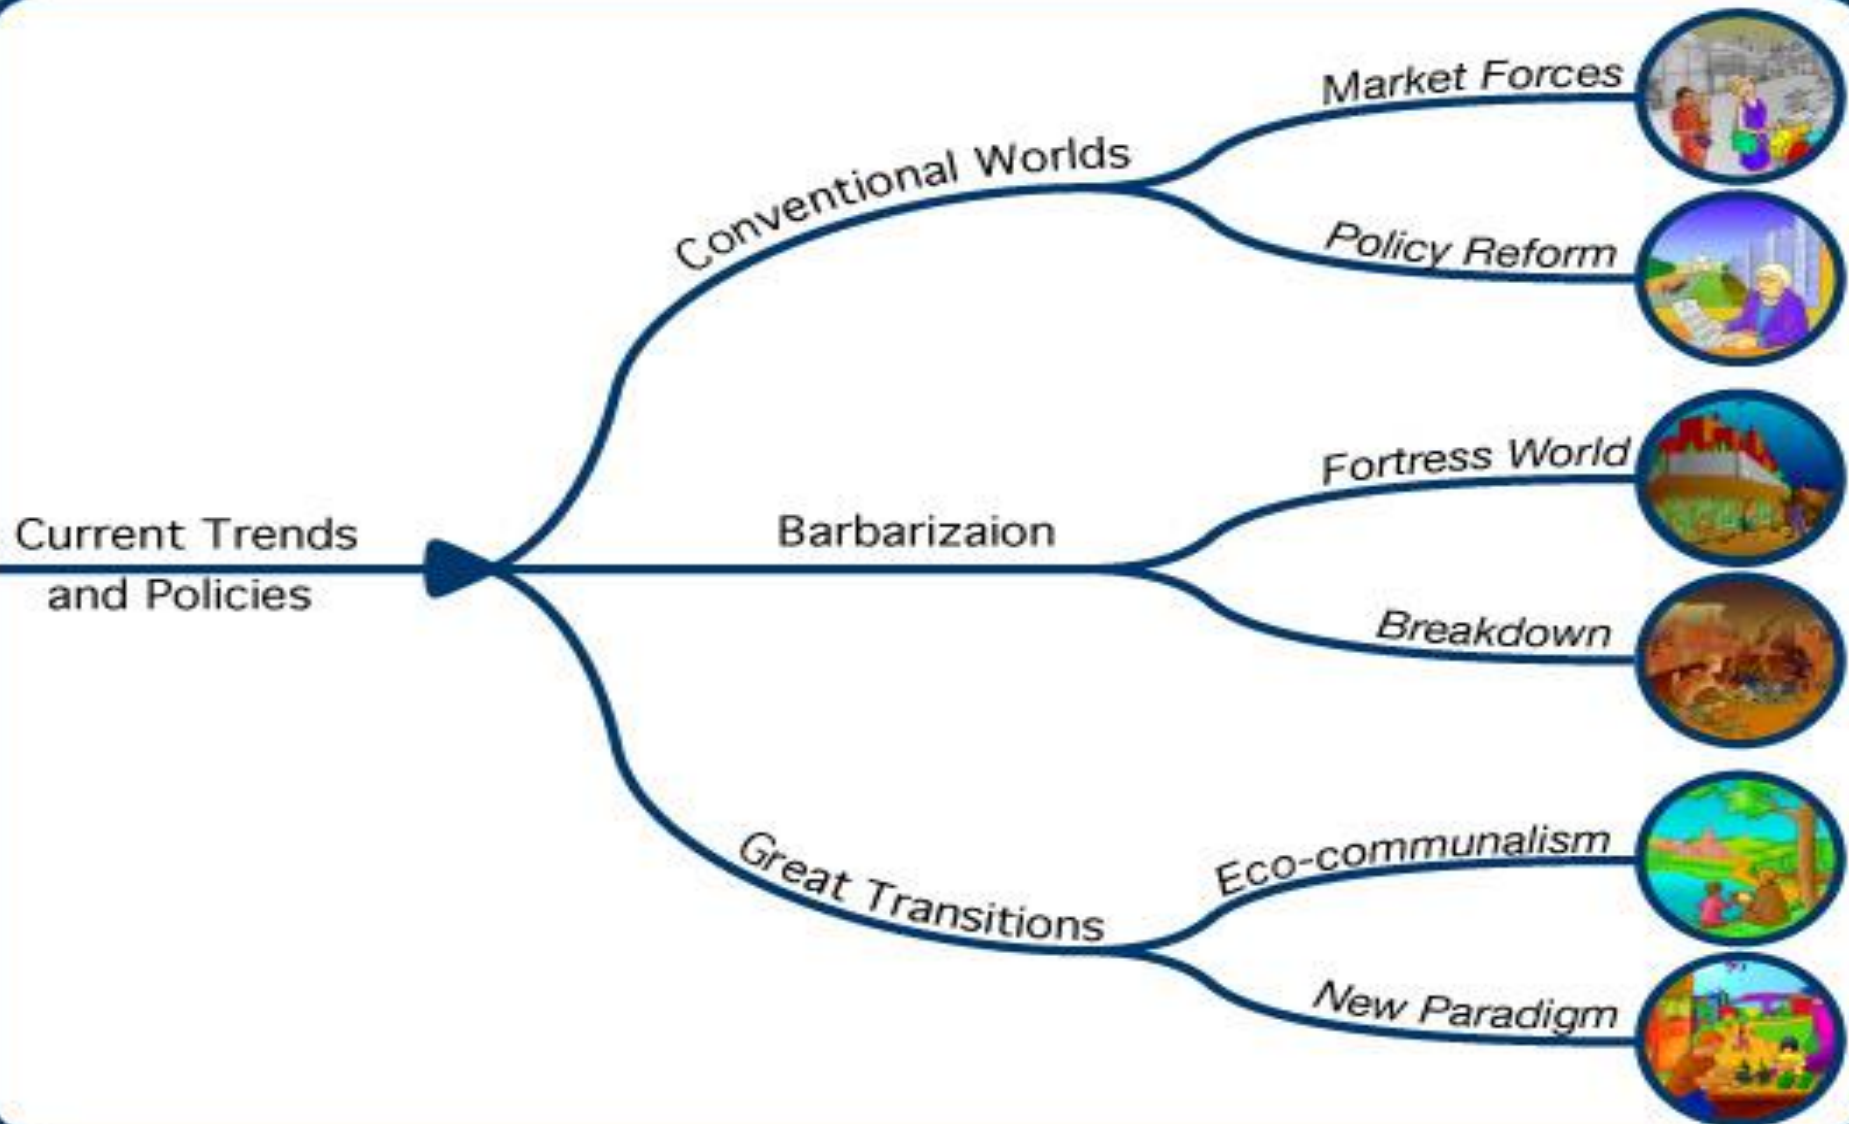 Current Trends
and Policies
Conventional Worlds
Market Forces
Policy Reform
Barbarizaion
Fortress World
Breakdown
Great Transitions
Eco-communalism
New Paradigm